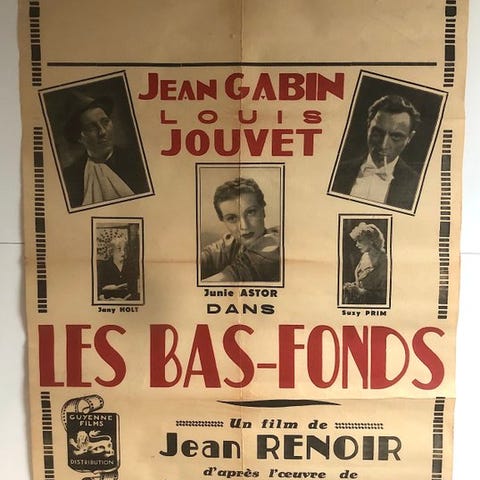 JEAN GABIN
LOUIS
JOUVET
Jany HOLT
Junie ASTOR
Suzy PRIM
DANS
LES BAS-FONDS
GUYENNE
FILMS
DISTRIBUTION
Un film de
Jean RENOIR
d'après l'œuvre de